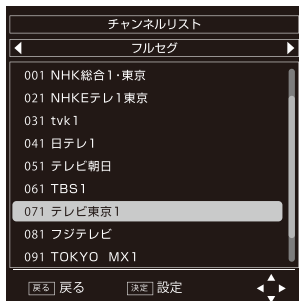 チャンネルリスト
フルセグ
001 NHK総合1・東京
021 NHKEテレ1東京
031 tvk1
041 日テレ1
051 テレビ朝日
061 TBS1
071 テレビ東京1
081 フジテレビ
091 TOKYO MX1
戻る 戻る 決定 設定